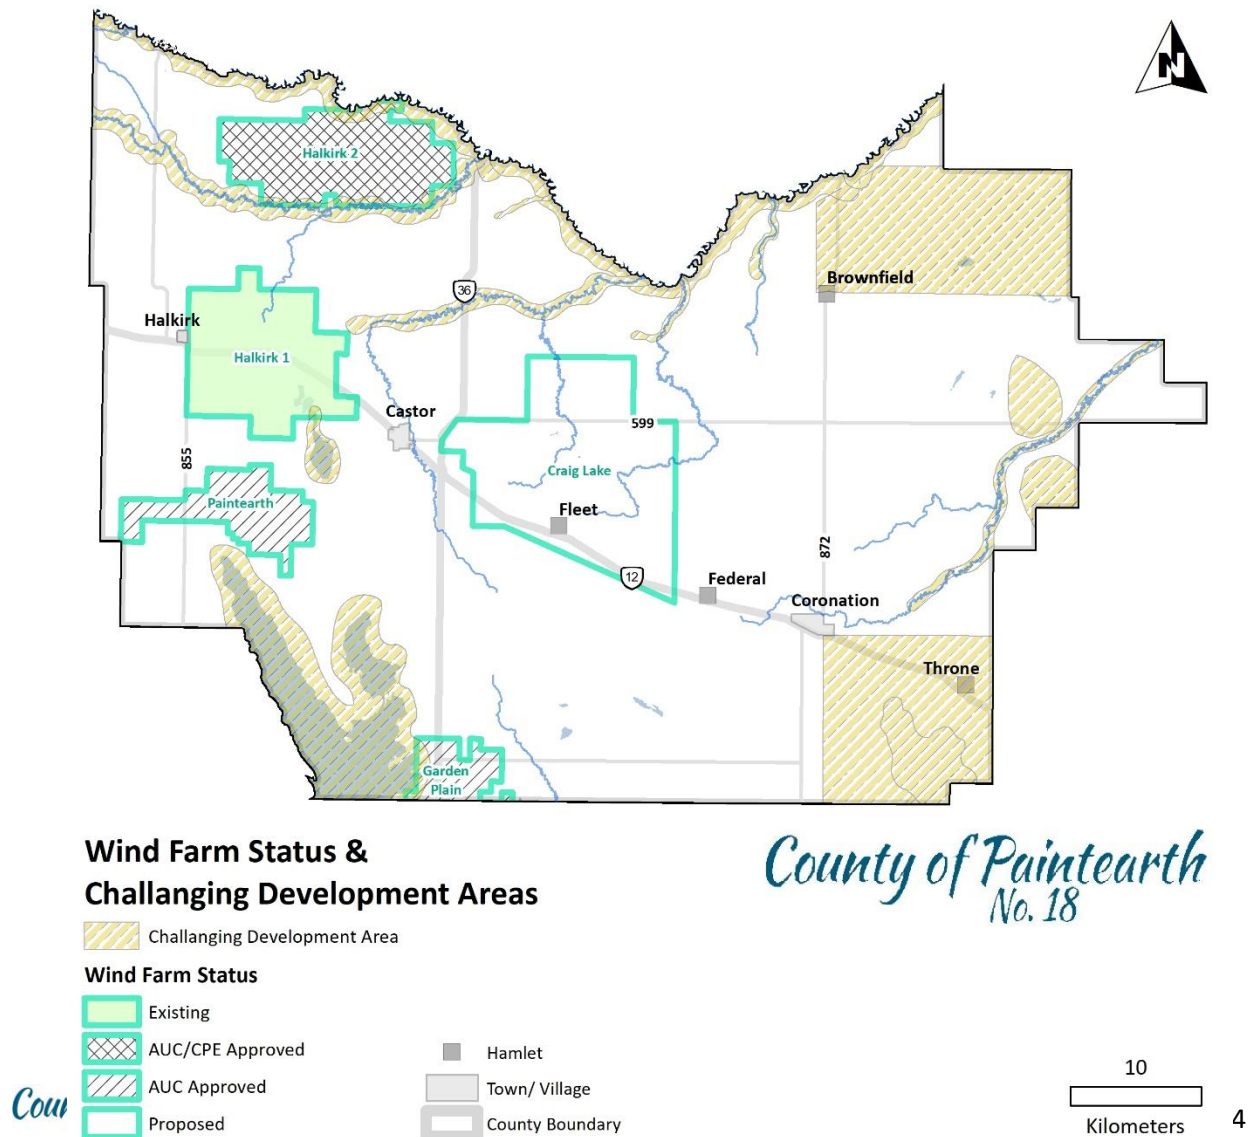 N
Halkirk 2
Brownfield
36
Halkirk
Halkirk 1
Castor
599
855
Craig Lake
Paintearth
Fleet
872
12
Federal
Coronation
Throne
Garden
Plain
Wind Farm Status &
Challanging Development Areas
County of Paintearth
No. 18
Challanging Development Area
Wind Farm Status
Existing
AUC/CPE Approved
Hamlet
AUC Approved
Town/ Village
Proposed
County Boundary
10
Kilometers
4